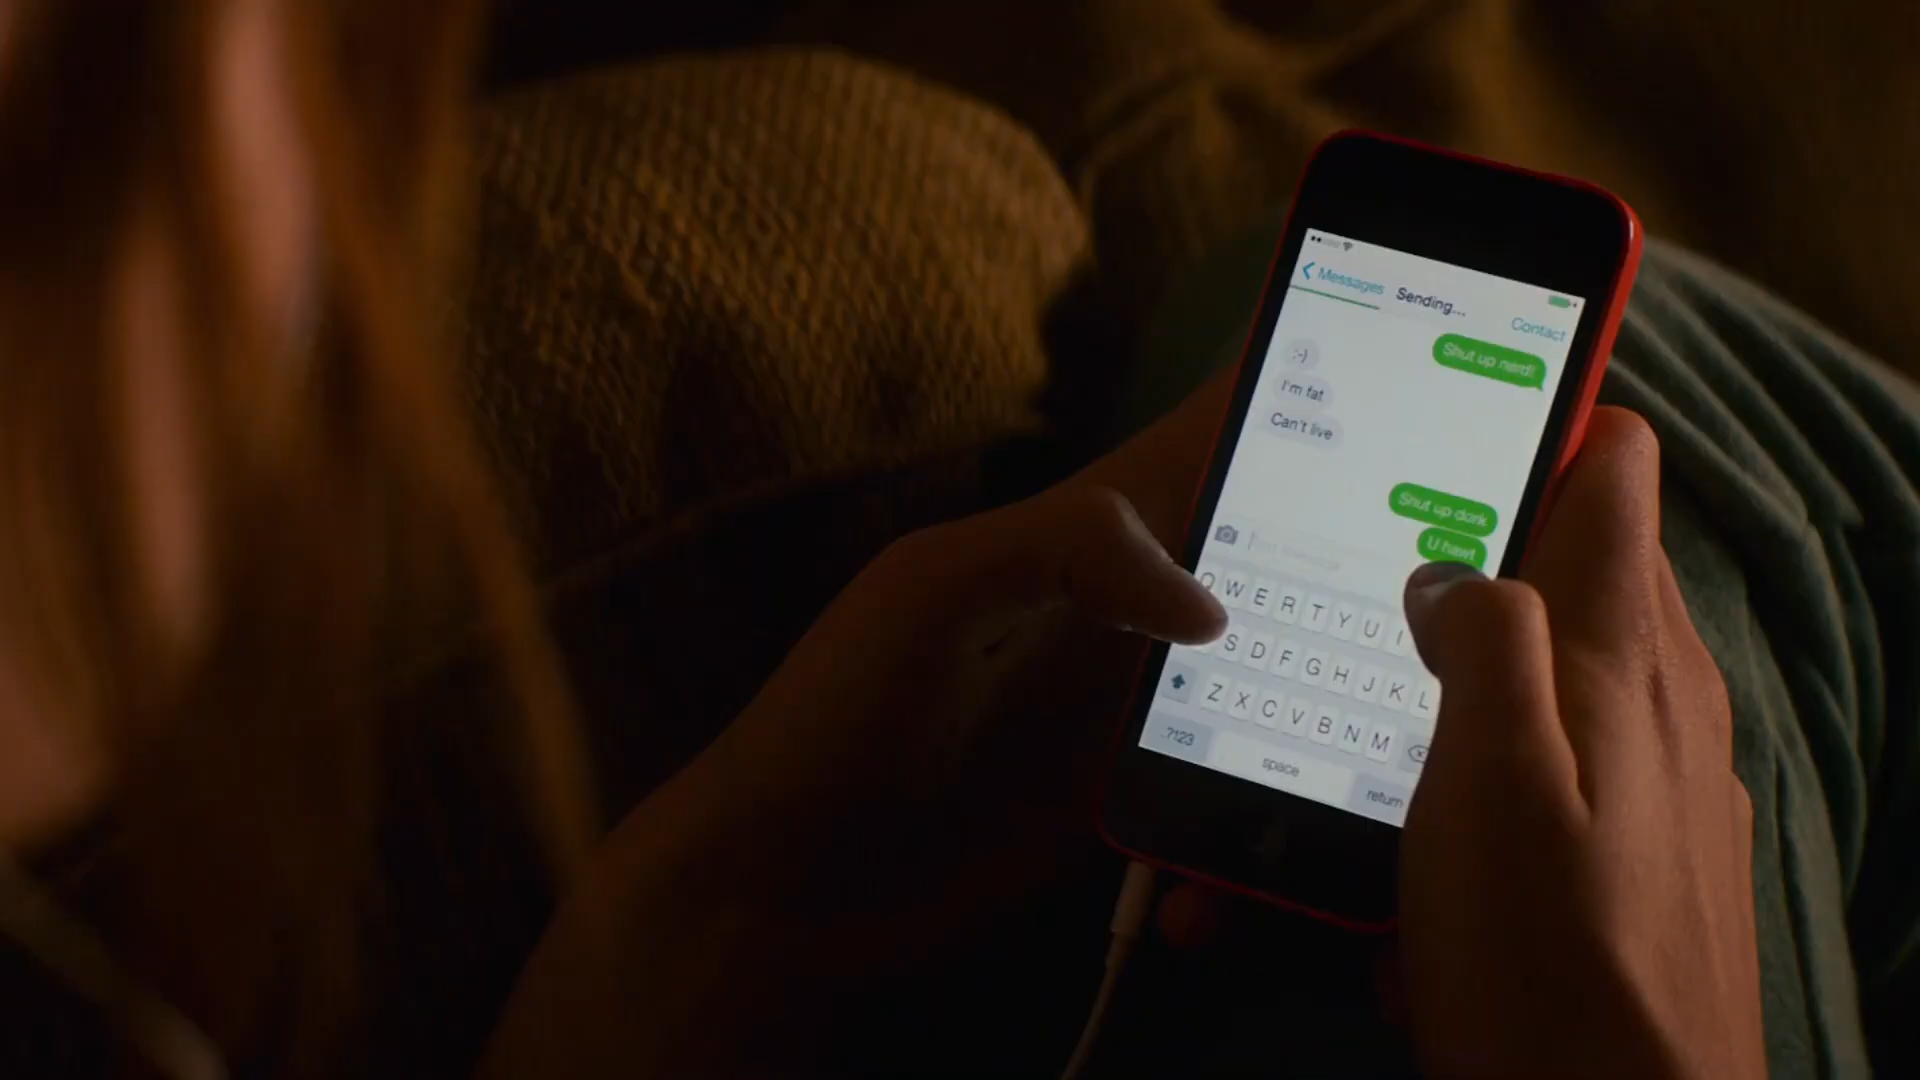 Messages Sending...
Contact
Shut up nerd!
:-)
I'm fat
Can't live
Shut up dork
U hawt
Q W E R T Y U I
S D F G H J K L
Z X C V B N M
.?123 space return